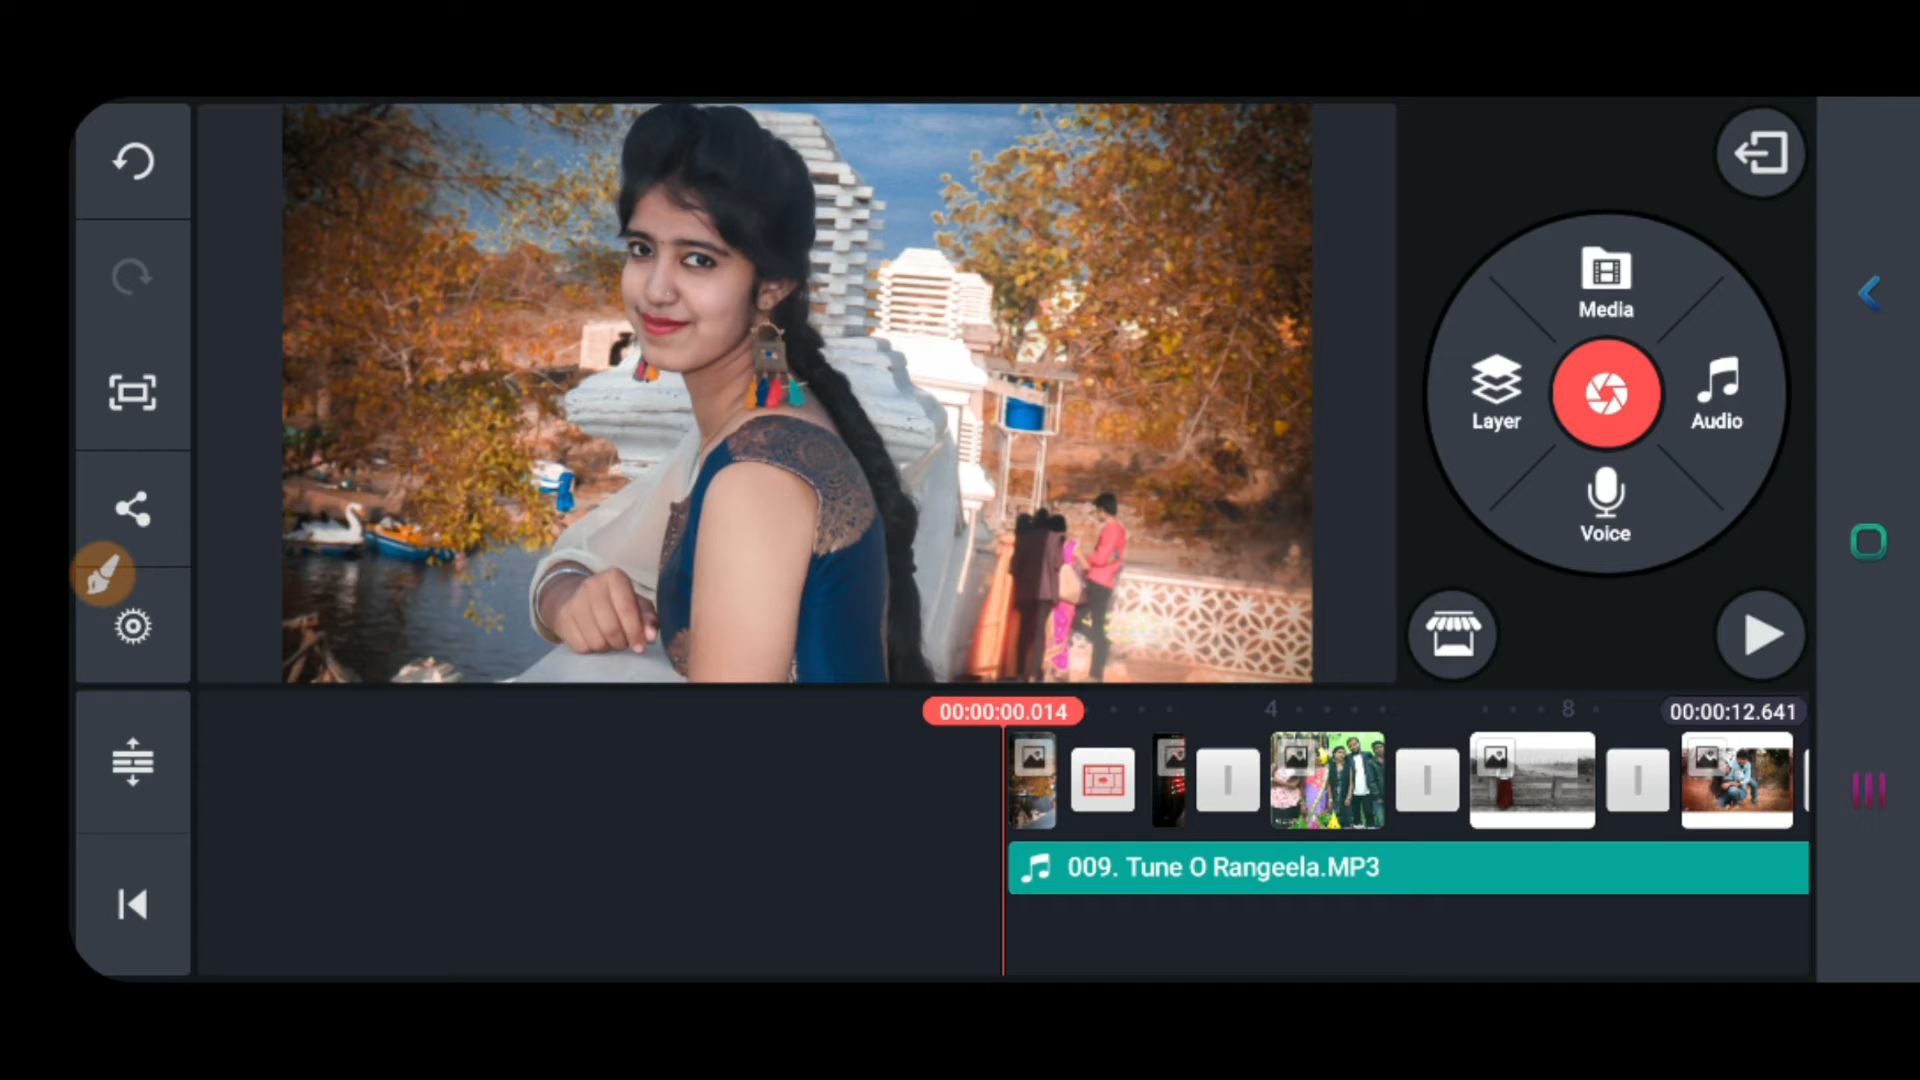 Media
Layer
Audio
Voice
00:00:00.014
4
8
00:00:12.641
009. Tune O Rangeela.MP3